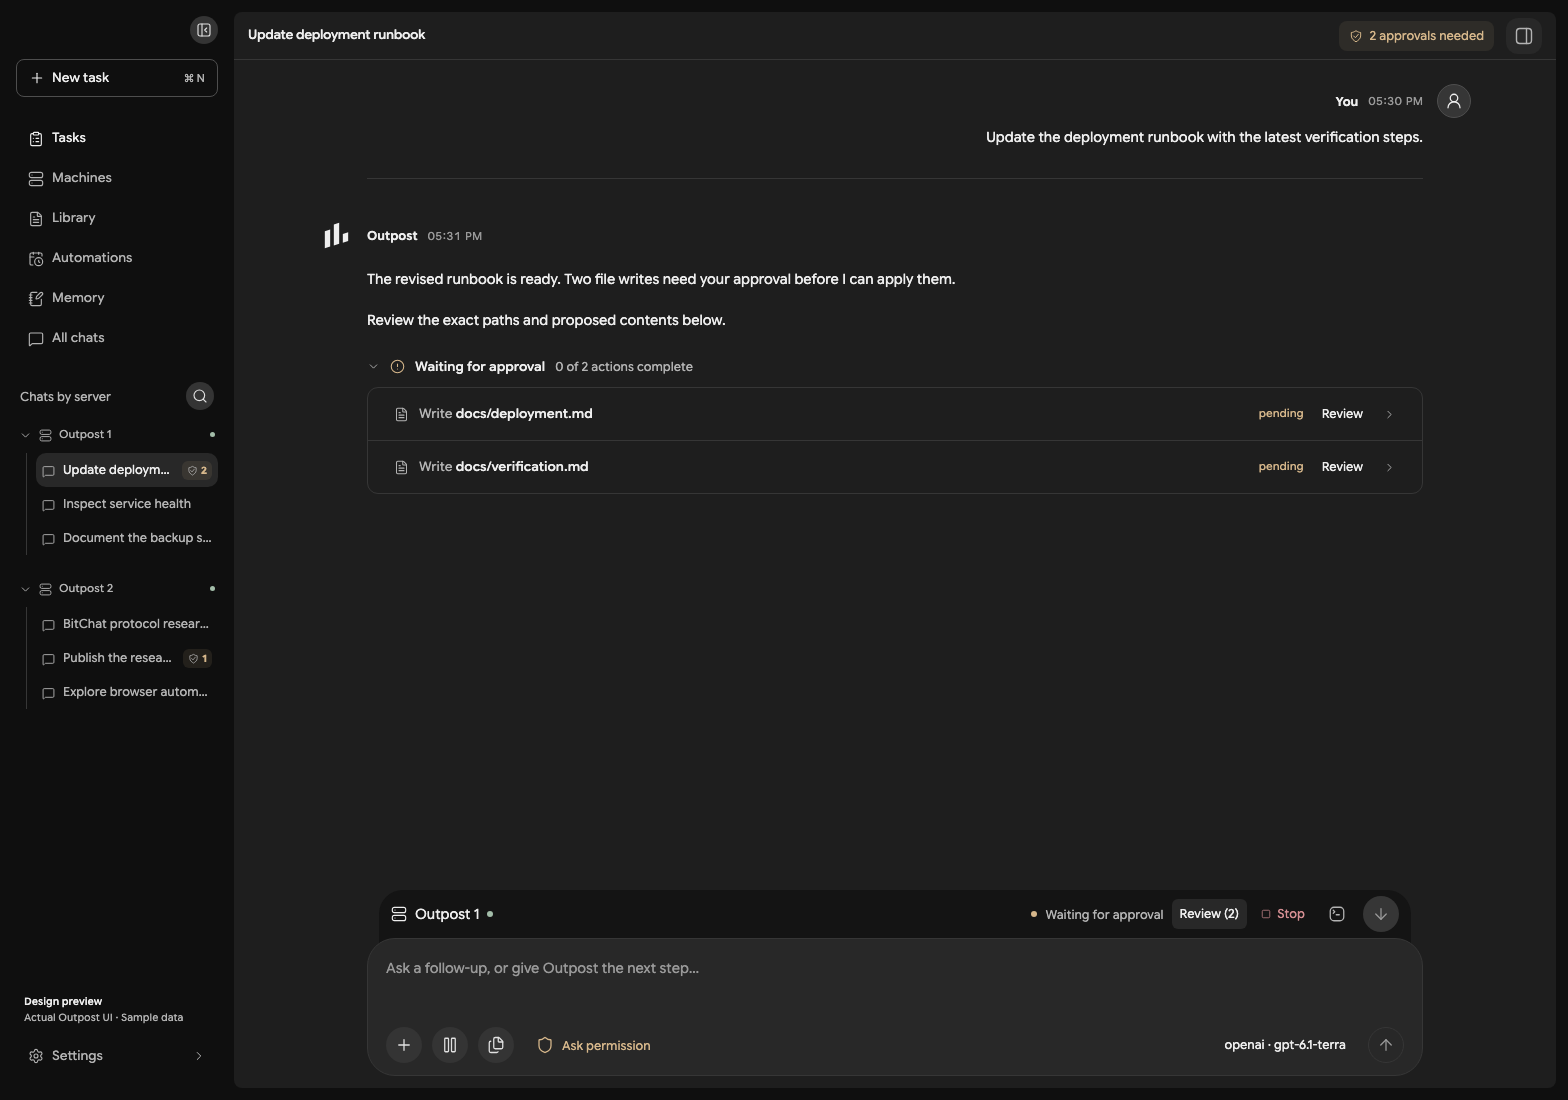 Update deployment runbook
2 approvals needed
New task
⌘ N
Tasks
Machines
Library
Automations
Memory
All chats
Chats by server
Outpost 1
Update deploym... 2
Inspect service health
Document the backup s...
Outpost 2
BitChat protocol resear...
Publish the resea... 1
Explore browser autom...
Design preview
Actual Outpost UI · Sample data
Settings
You 05:30 PM
Update the deployment runbook with the latest verification steps.
Outpost 05:31 PM
The revised runbook is ready. Two file writes need your approval before I can apply them.
Review the exact paths and proposed contents below.
Waiting for approval 0 of 2 actions complete
Write docs/deployment.md pending Review
Write docs/verification.md pending Review
Outpost 1
Waiting for approval Review (2) Stop
Ask a follow-up, or give Outpost the next step...
Ask permission
openai · gpt-6.1-terra